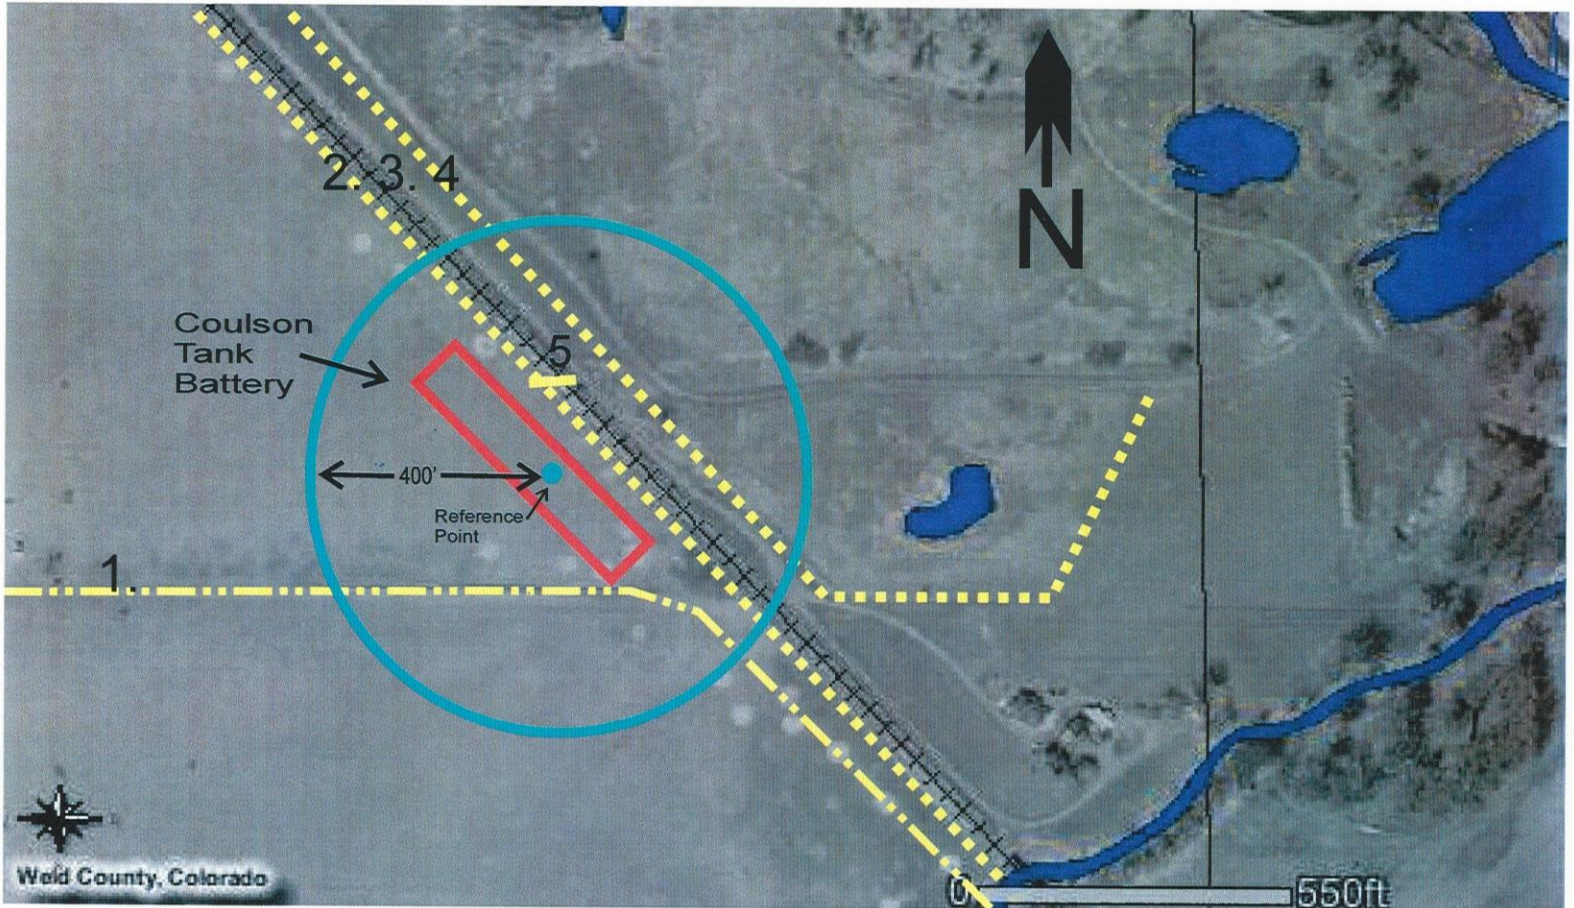 2. 3. 4
N
Coulson
Tank
Battery
5
400'
Reference
Point
1.
Weld County, Colorado
0
550ft